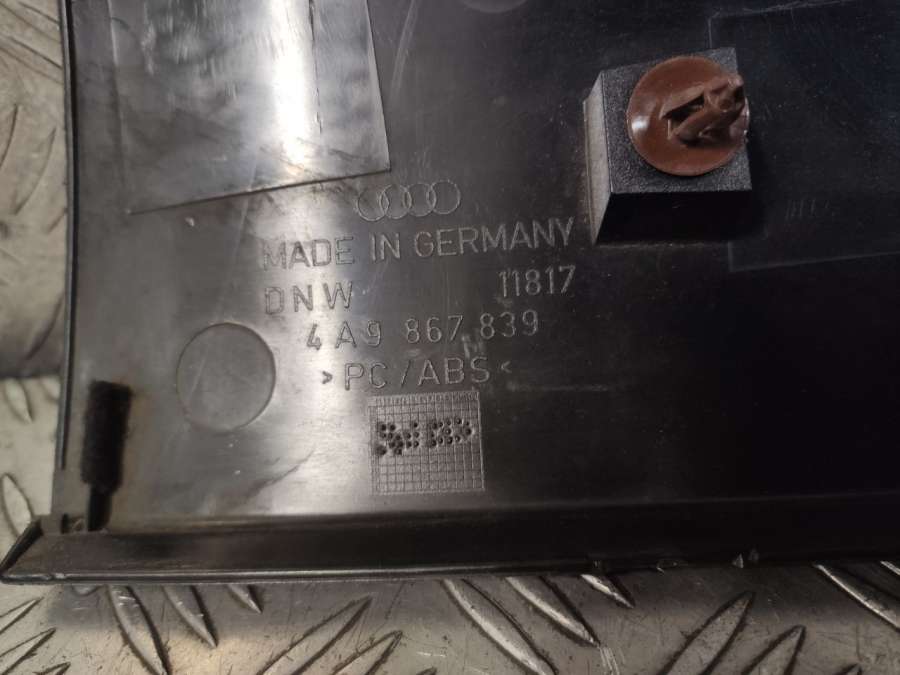 MADE IN GERMANY
DNW 11817
4A9 867 839
>PC/ABS<